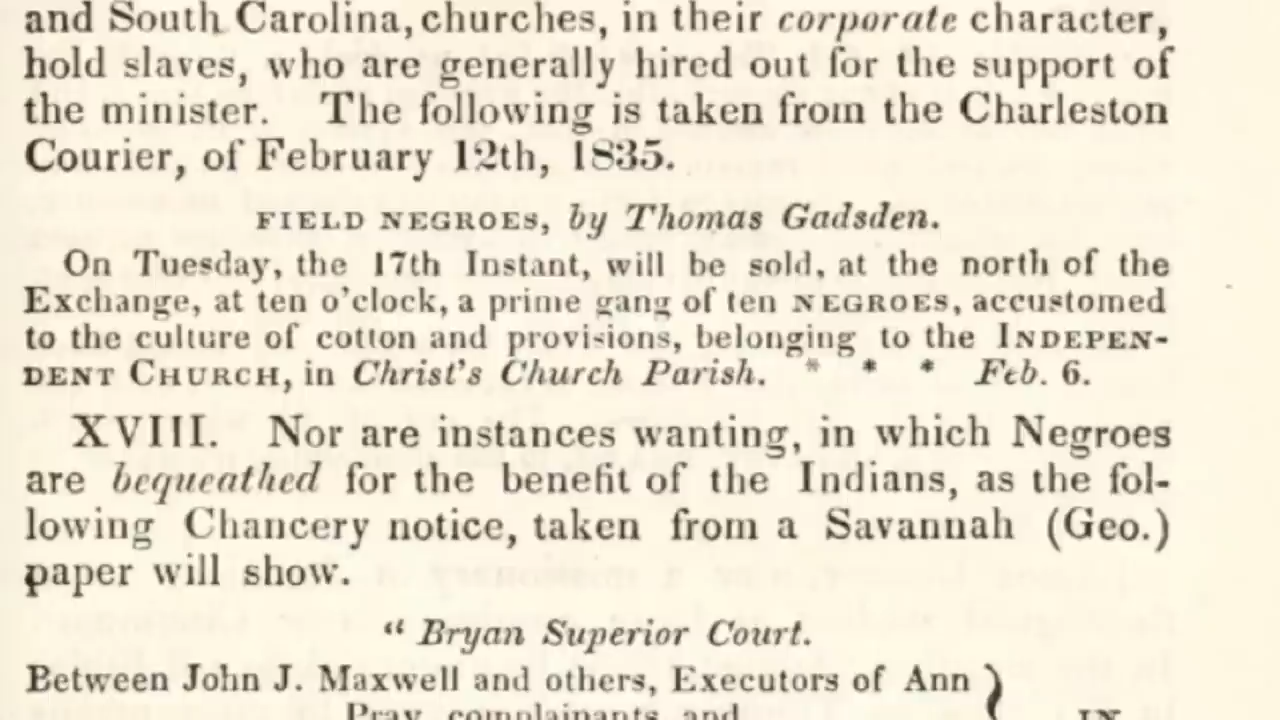 and South Carolina, churches, in their corporate character,
hold slaves, who are generally hired out for the support of
the minister. The following is taken from the Charleston
Courier, of February 12th, 1835.
FIELD NEGROES, by Thomas Gadsden.
On Tuesday, the 17th Instant, will be sold, at the north of the
Exchange, at ten o'clock, a prime gang of ten NEGROES, accustomed
to the culture of cotton and provisions, belonging to the INDEPEN-
DENT CHURCH, in Christ's Church Parish. * * * Feb. 6.
XVIII. Nor are instances wanting, in which Negroes
are bequeathed for the benefit of the Indians, as the fol-
lowing Chancery notice, taken from a Savannah (Geo.)
paper will show.
" Bryan Superior Court.
Between John J. Maxwell and others, Executors of Ann }
Pray, complainants and IN